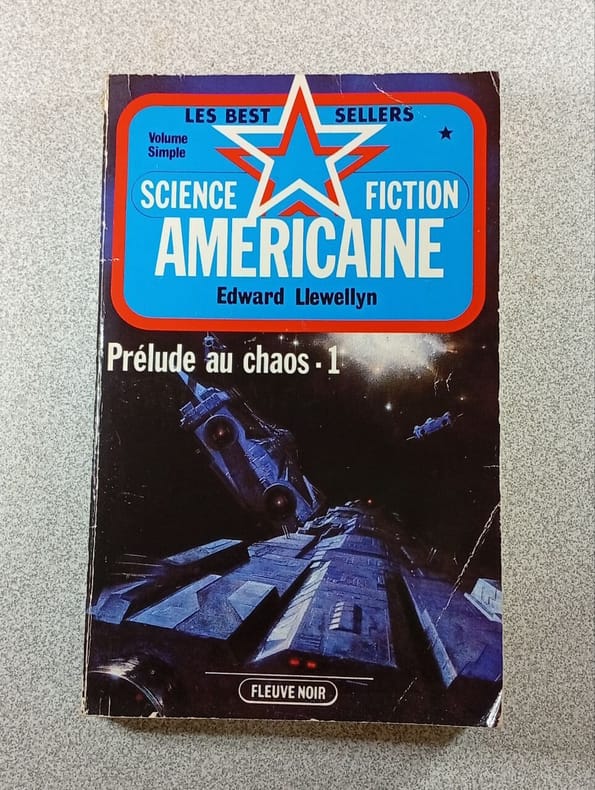 LES BEST SELLERS
Volume
Simple
SCIENCE FICTION
AMERICAINE
Edward Llewellyn
Prélude au chaos · 1
FLEUVE NOIR